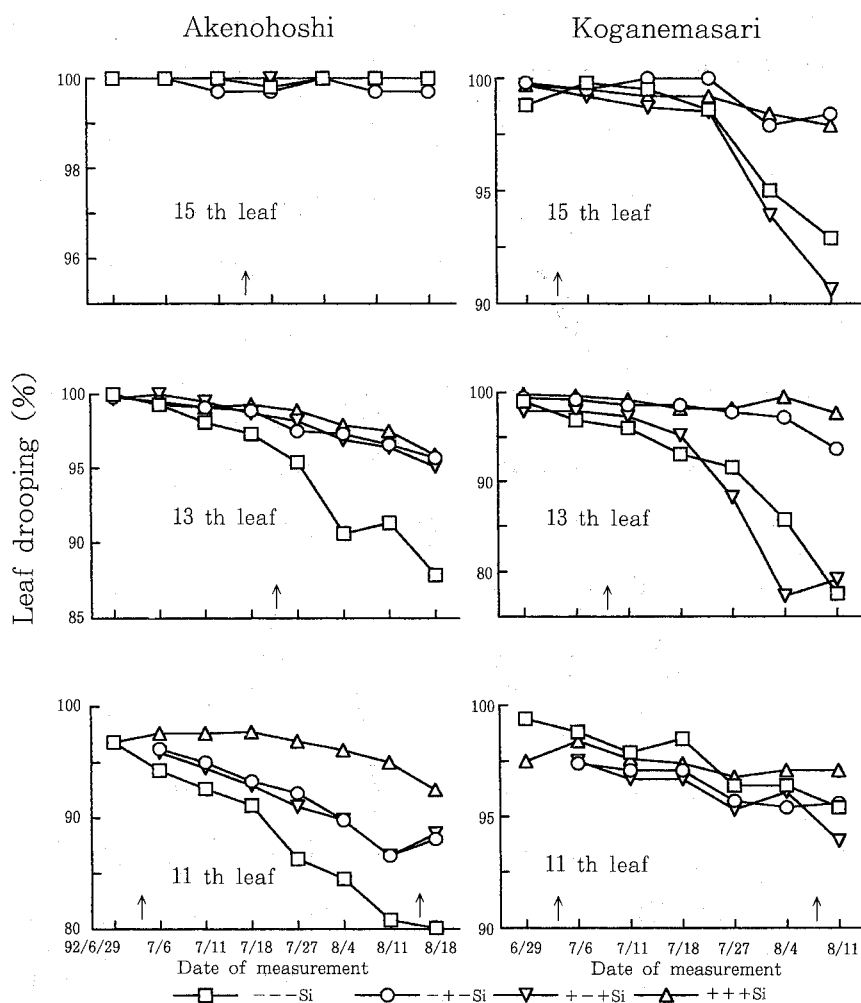 Akenohoshi
Koganemasari
Leaf drooping (%)
100
98
96
15 th leaf
100
95
90
15 th leaf
100
95
90
85
13 th leaf
100
90
80
13 th leaf
100
90
80
11 th leaf
92/6/29 7/6 7/11 7/18 7/27 8/4 8/11 8/18
Date of measurement
100
95
90
11 th leaf
6/29 7/6 7/11 7/18 7/27 8/4 8/11
Date of measurement
---Si -+-Si +-+Si +++Si